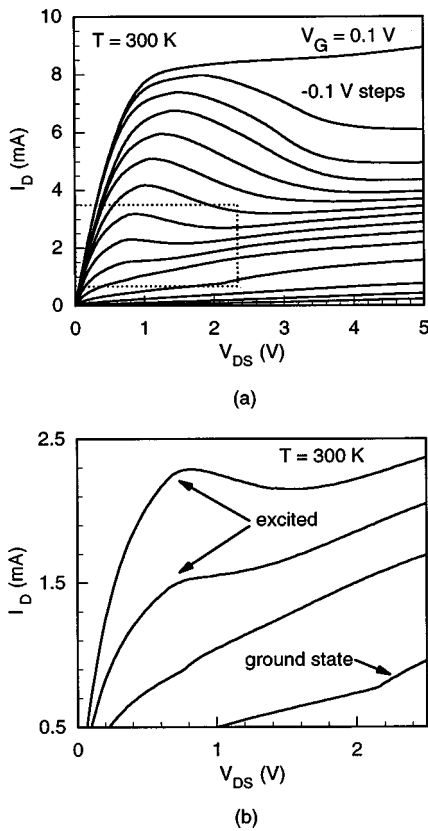 10
8
6
4
2
0
T = 300 K
V_G = 0.1 V
-0.1 V steps
I_D (mA)
0 1 2 3 4 5
V_DS (V)
(a)
2.5
1.5
0.5
T = 300 K
excited
ground state
I_D (mA)
0 1 2
V_DS (V)
(b)